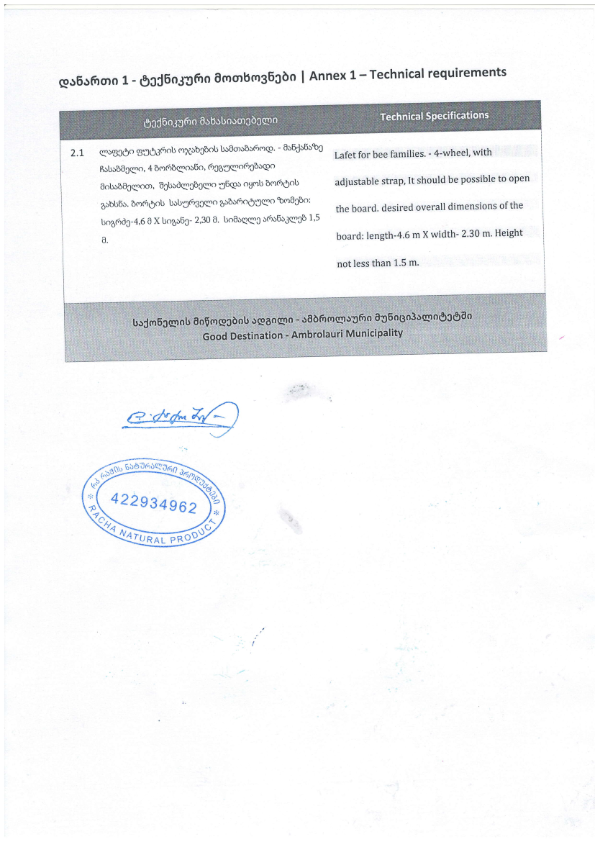 დანართი 1 - ტექნიკური მოთხოვნები | Annex 1 – Technical requirements
ტექნიკური მახასიათებელი
Technical Specifications
2.1
ლაფეტი ფუტკრის ოჯახების სამთაბაროდ. - მანქანაზე
ჩასაბმელი, 4 ბორბლიანი, რეგულირებადი
მისაბმელით, შესაძლებელი უნდა იყოს ბორტის
გახსნა. ბორტის სასურველი გაბარიტული ზომები:
სიგრძე-4,6 მ X სიგანე- 2,30 მ. სიმაღლე არანაკლებ 1,5
მ.
Lafet for bee families. - 4-wheel, with
adjustable strap, It should be possible to open
the board. desired overall dimensions of the
board: length-4.6 m X width- 2.30 m. Height
not less than 1.5 m.
საქონელის მიწოდების ადგილი - ამბროლაური მუნიციპალიტეტში
Good Destination - Ambrolauri Municipality
რაჭის ნატურალური პროდუქტები
422934962
RACHA NATURAL PRODUCT